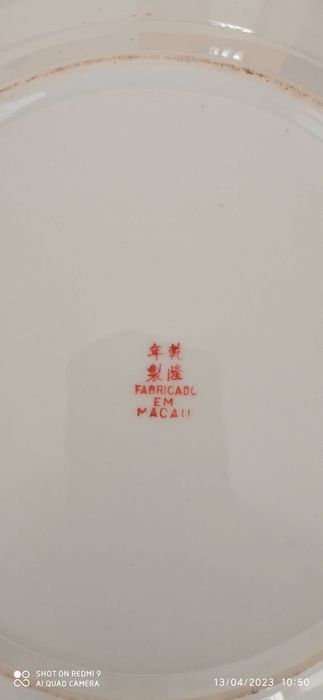 年乾
製隆
FABRICADO
EM
MACAU
SHOT ON REDMI 9
AI QUAD CAMERA
13/04/2023 10:50